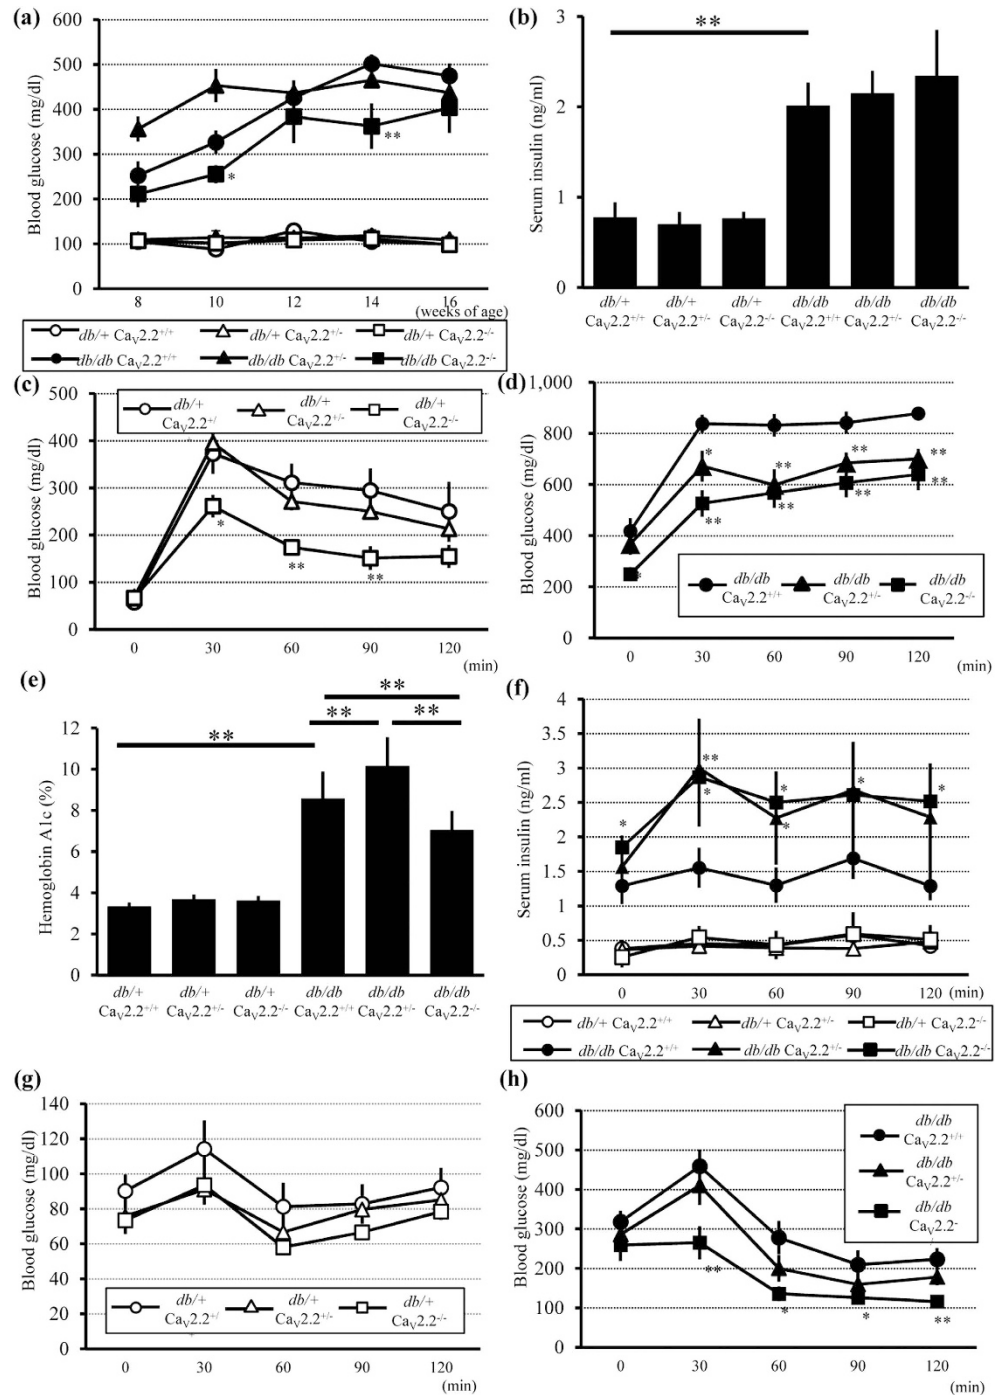 (a)
600
500
400
300
200
100
0
Blood glucose (mg/dl)
*
**
8 10 12 14 16
(weeks of age)
db/+ CaV2.2+/+ db/+ CaV2.2+/- db/+ CaV2.2-/-
db/db CaV2.2+/+ db/db CaV2.2+/- db/db CaV2.2-/-
(b)
**
3
2
1
0
Serum insulin (ng/ml)
db/+ db/+ db/+ db/db db/db db/db
CaV2.2+/+ CaV2.2+/- CaV2.2-/- CaV2.2+/+ CaV2.2+/- CaV2.2-/-
(c)
500
400
300
200
100
0
Blood glucose (mg/dl)
db/+ db/+ db/+
CaV2.2+/ CaV2.2+/- CaV2.2-/-
*
** **
0 30 60 90 120
(min)
(d)
1,000
800
600
400
200
0
Blood glucose (mg/dl)
* ** ** **
* ** ** ** **
db/db db/db db/db
CaV2.2+/+ CaV2.2+/- CaV2.2-/-
0 30 60 90 120
(min)
(e)
**
** **
**
12
10
8
6
4
2
0
Hemoglobin A1c (%)
db/+ db/+ db/+ db/db db/db db/db
CaV2.2+/+ CaV2.2+/- CaV2.2-/- CaV2.2+/+ CaV2.2+/- CaV2.2-/-
(f)
4
3.5
3
2.5
2
1.5
1
0.5
0
Serum insulin (ng/ml)
* ** * * *
* *
0 30 60 90 120 (min)
db/+ CaV2.2+/+ db/+ CaV2.2+/- db/+ CaV2.2-/-
db/db CaV2.2+/+ db/db CaV2.2+/- db/db CaV2.2-/-
(g)
140
120
100
80
60
40
20
0
Blood glucose (mg/dl)
db/+ db/+ db/+
CaV2.2+/ CaV2.2+/- CaV2.2-/-
0 30 60 90 120
(min)
(h)
600
500
400
300
200
100
0
Blood glucose (mg/dl)
db/db
CaV2.2+/+
db/db
CaV2.2+/-
db/db
CaV2.2-
** * * **
0 30 60 90 120
(min)